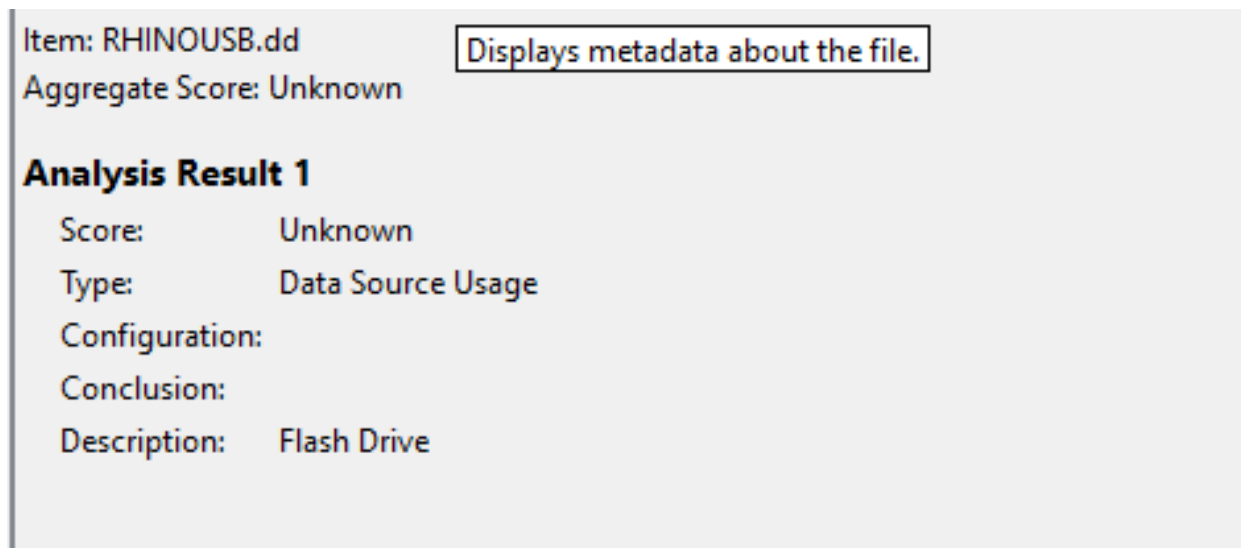 Item: RHINOUSB.dd
Displays metadata about the file.
Aggregate Score: Unknown
Analysis Result 1
Score: Unknown
Type: Data Source Usage
Configuration:
Conclusion:
Description: Flash Drive